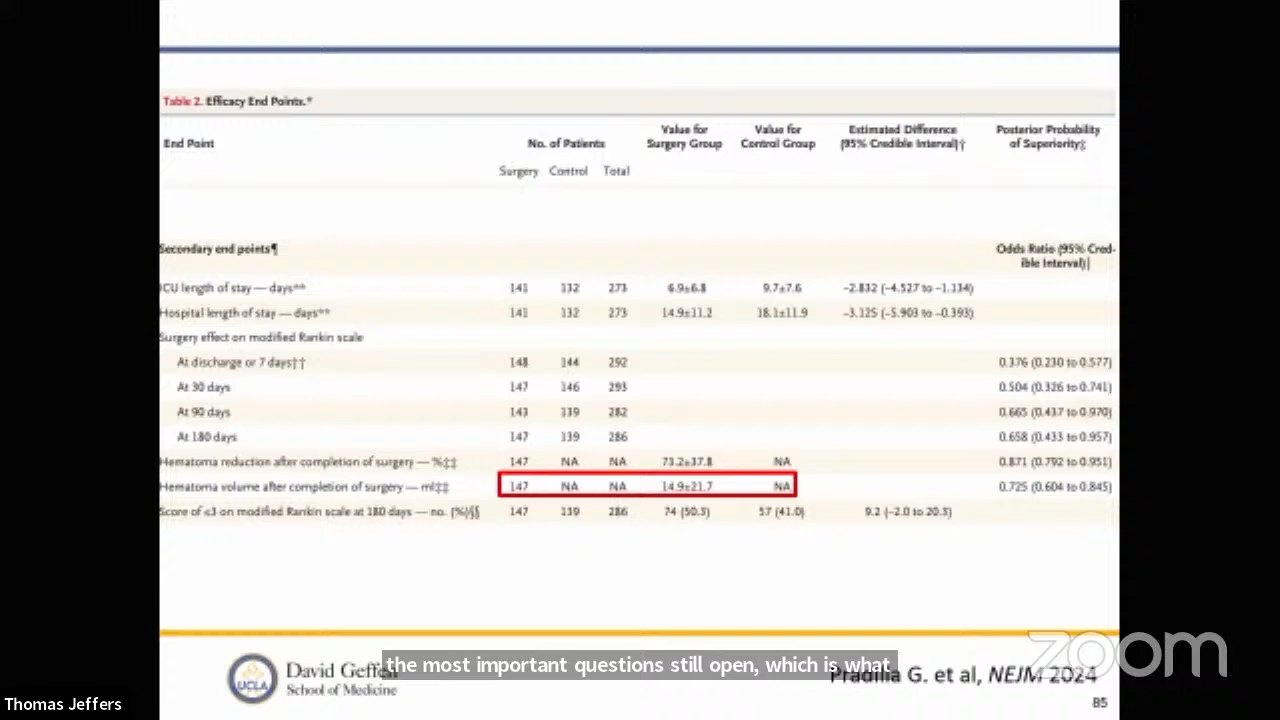 Table 2. Efficacy End Points.*
End Point No. of Patients Value for Surgery Group Value for Control Group Estimated Difference (95% Credible Interval)† Posterior Probability of Superiority‡
Surgery Control Total
Secondary end points¶ Odds Ratio (95% Cred-ible Interval)‖
ICU length of stay — days** 141 132 273 6.9±6.8 9.7±7.6 −2.832 (−4.527 to −1.134)
Hospital length of stay — days** 141 132 273 14.9±11.2 18.1±11.9 −3.125 (−5.903 to −0.393)
Surgery effect on modified Rankin scale
At discharge or 7 days†† 148 144 292 0.376 (0.230 to 0.577)
At 30 days 147 146 293 0.504 (0.326 to 0.741)
At 90 days 143 139 282 0.665 (0.437 to 0.970)
At 180 days 147 139 286 0.658 (0.433 to 0.957)
Hematoma reduction after completion of surgery — %‡‡ 147 NA NA 73.2±37.8 NA 0.871 (0.792 to 0.951)
Hematoma volume after completion of surgery — ml‡‡ 147 NA NA 14.9±21.7 NA 0.725 (0.604 to 0.845)
Score of ≤3 on modified Rankin scale at 180 days — no. (%)§§ 147 139 286 74 (50.3) 57 (41.0) 9.2 (−2.0 to 20.3)
zoom
the most important questions still open, which is what
UCLA
David Geffen
School of Medicine
Pradilla G. et al, NEJM 2024
85
Thomas Jeffers